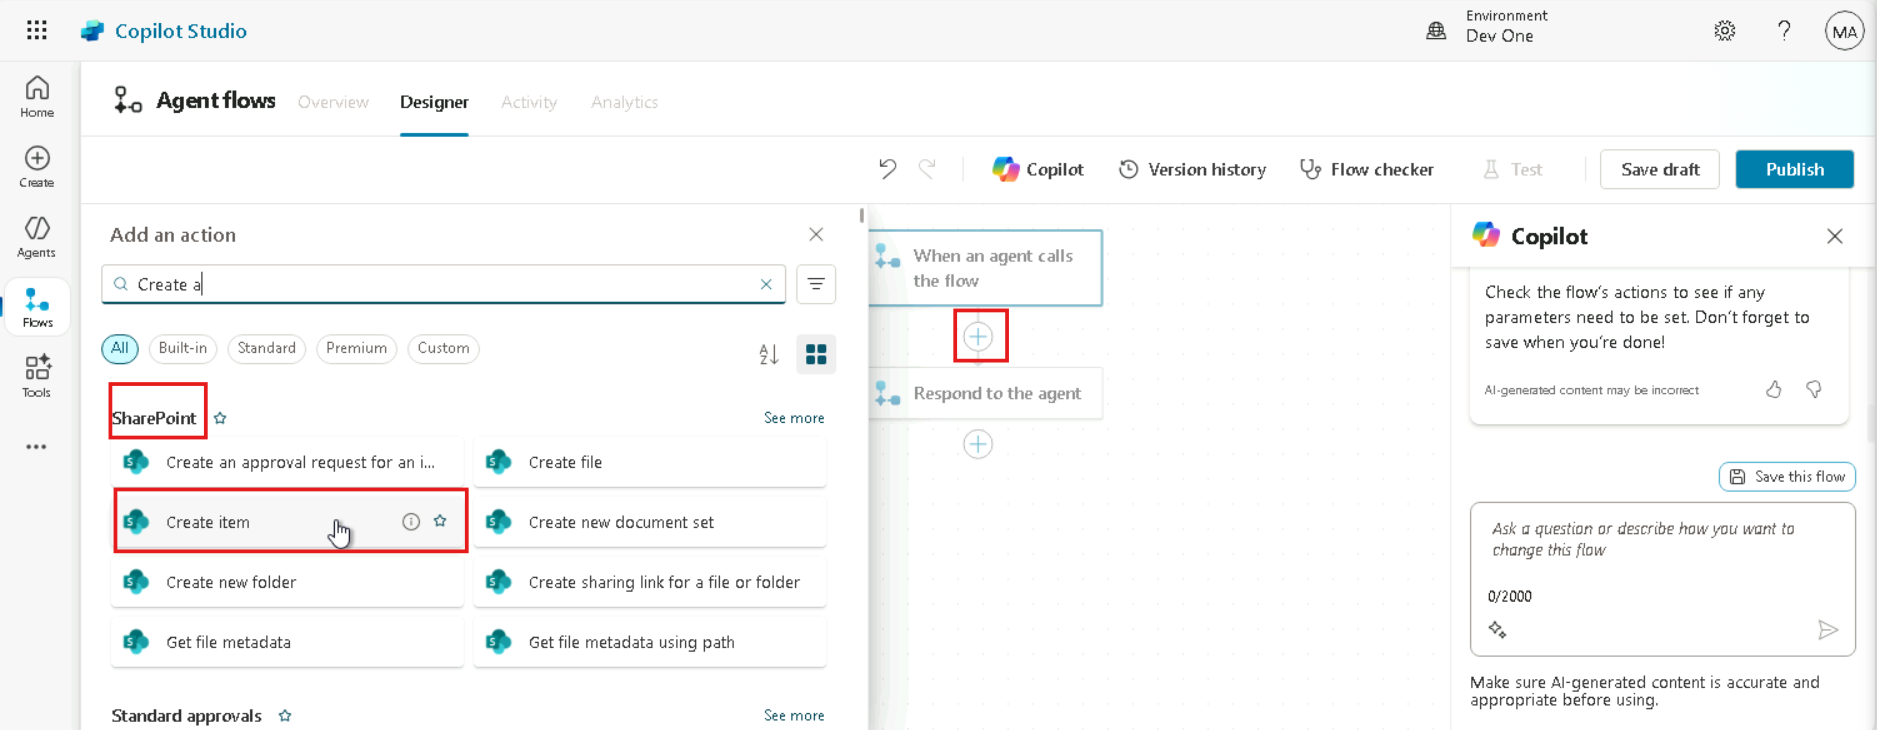 Copilot Studio
Environment
Dev One
MA
Home
Create
Agents
Flows
Tools
Agent flows
Overview
Designer
Activity
Analytics
Copilot
Version history
Flow checker
Test
Save draft
Publish
Add an action
Create a
All
Built-in
Standard
Premium
Custom
SharePoint
See more
Create an approval request for an i...
Create file
Create item
Create new document set
Create new folder
Create sharing link for a file or folder
Get file metadata
Get file metadata using path
Standard approvals
See more
When an agent calls
the flow
Respond to the agent
Copilot
Check the flow's actions to see if any
parameters need to be set. Don't forget to
save when you're done!
AI-generated content may be incorrect
Save this flow
Ask a question or describe how you want to
change this flow
0/2000
Make sure AI-generated content is accurate and
appropriate before using.